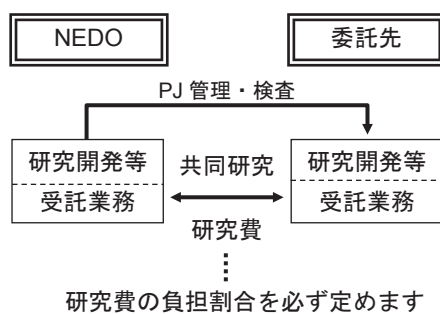 NEDO
委託先
PJ 管理・検査
研究開発等
共同研究
研究開発等
受託業務
受託業務
研究費
研究費の負担割合を必ず定めます